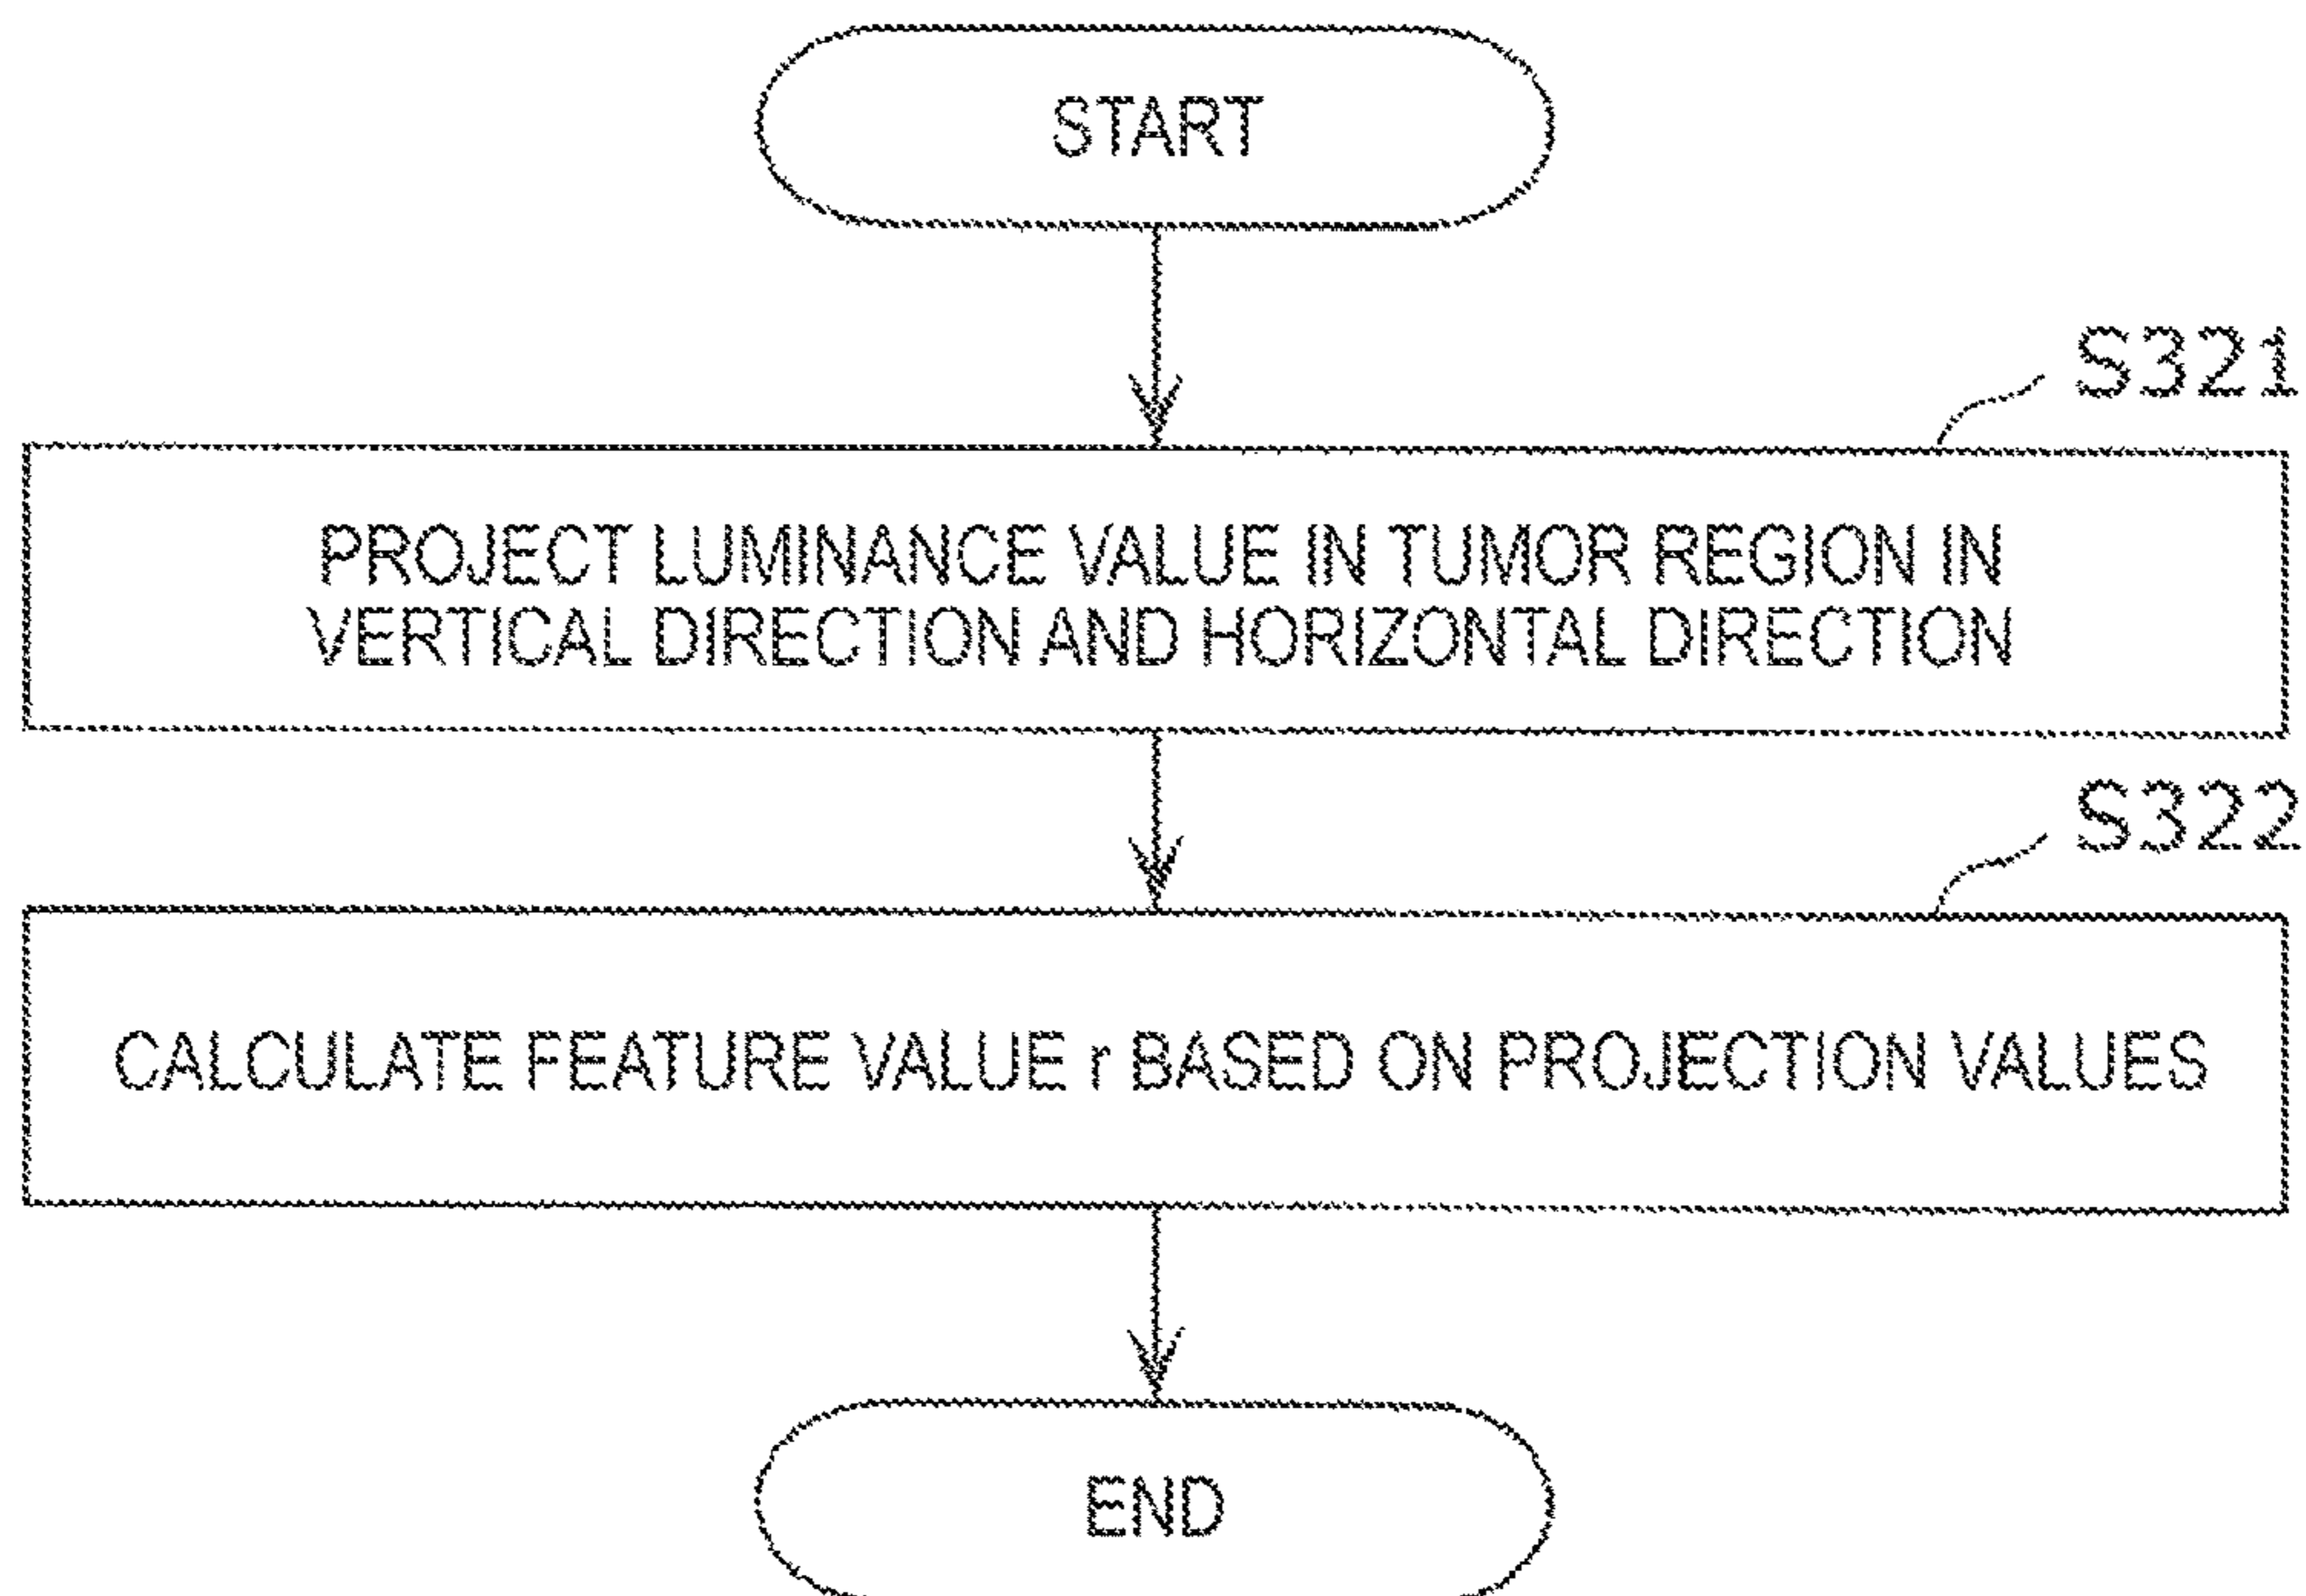 START
S321
PROJECT LUMINANCE VALUE IN TUMOR REGION IN
VERTICAL DIRECTION AND HORIZONTAL DIRECTION
S322
CALCULATE FEATURE VALUE r BASED ON PROJECTION VALUES
END